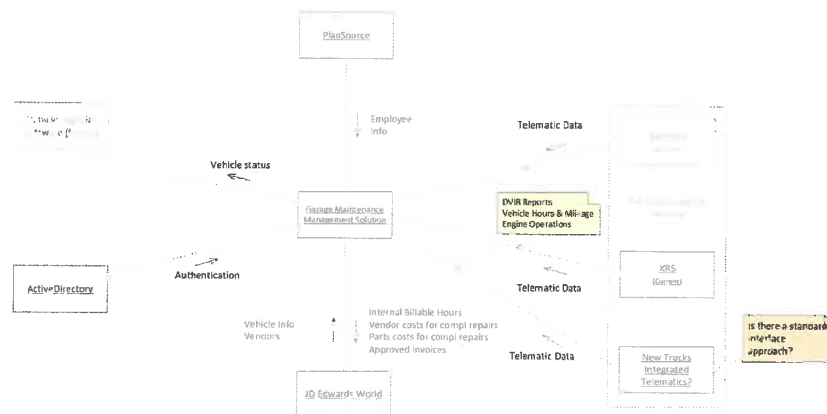 PlanSource
Employee
Info
Telematic Data
Vehicle status
Garage Maintenance
Management Solution
DVIR Reports
Vehicle Hours & Mileage
Engine Operations
Authentication
ActiveDirectory
XRS
(Current)
Telematic Data
Vehicle Info
Vendors
Internal Billable Hours
Vendor costs for compl repairs
Parts costs for compl repairs
Approved Invoices
Telematic Data
New Trucks
Integrated
Telematics?
Is there a standard
interface
approach?
JD Edwards World